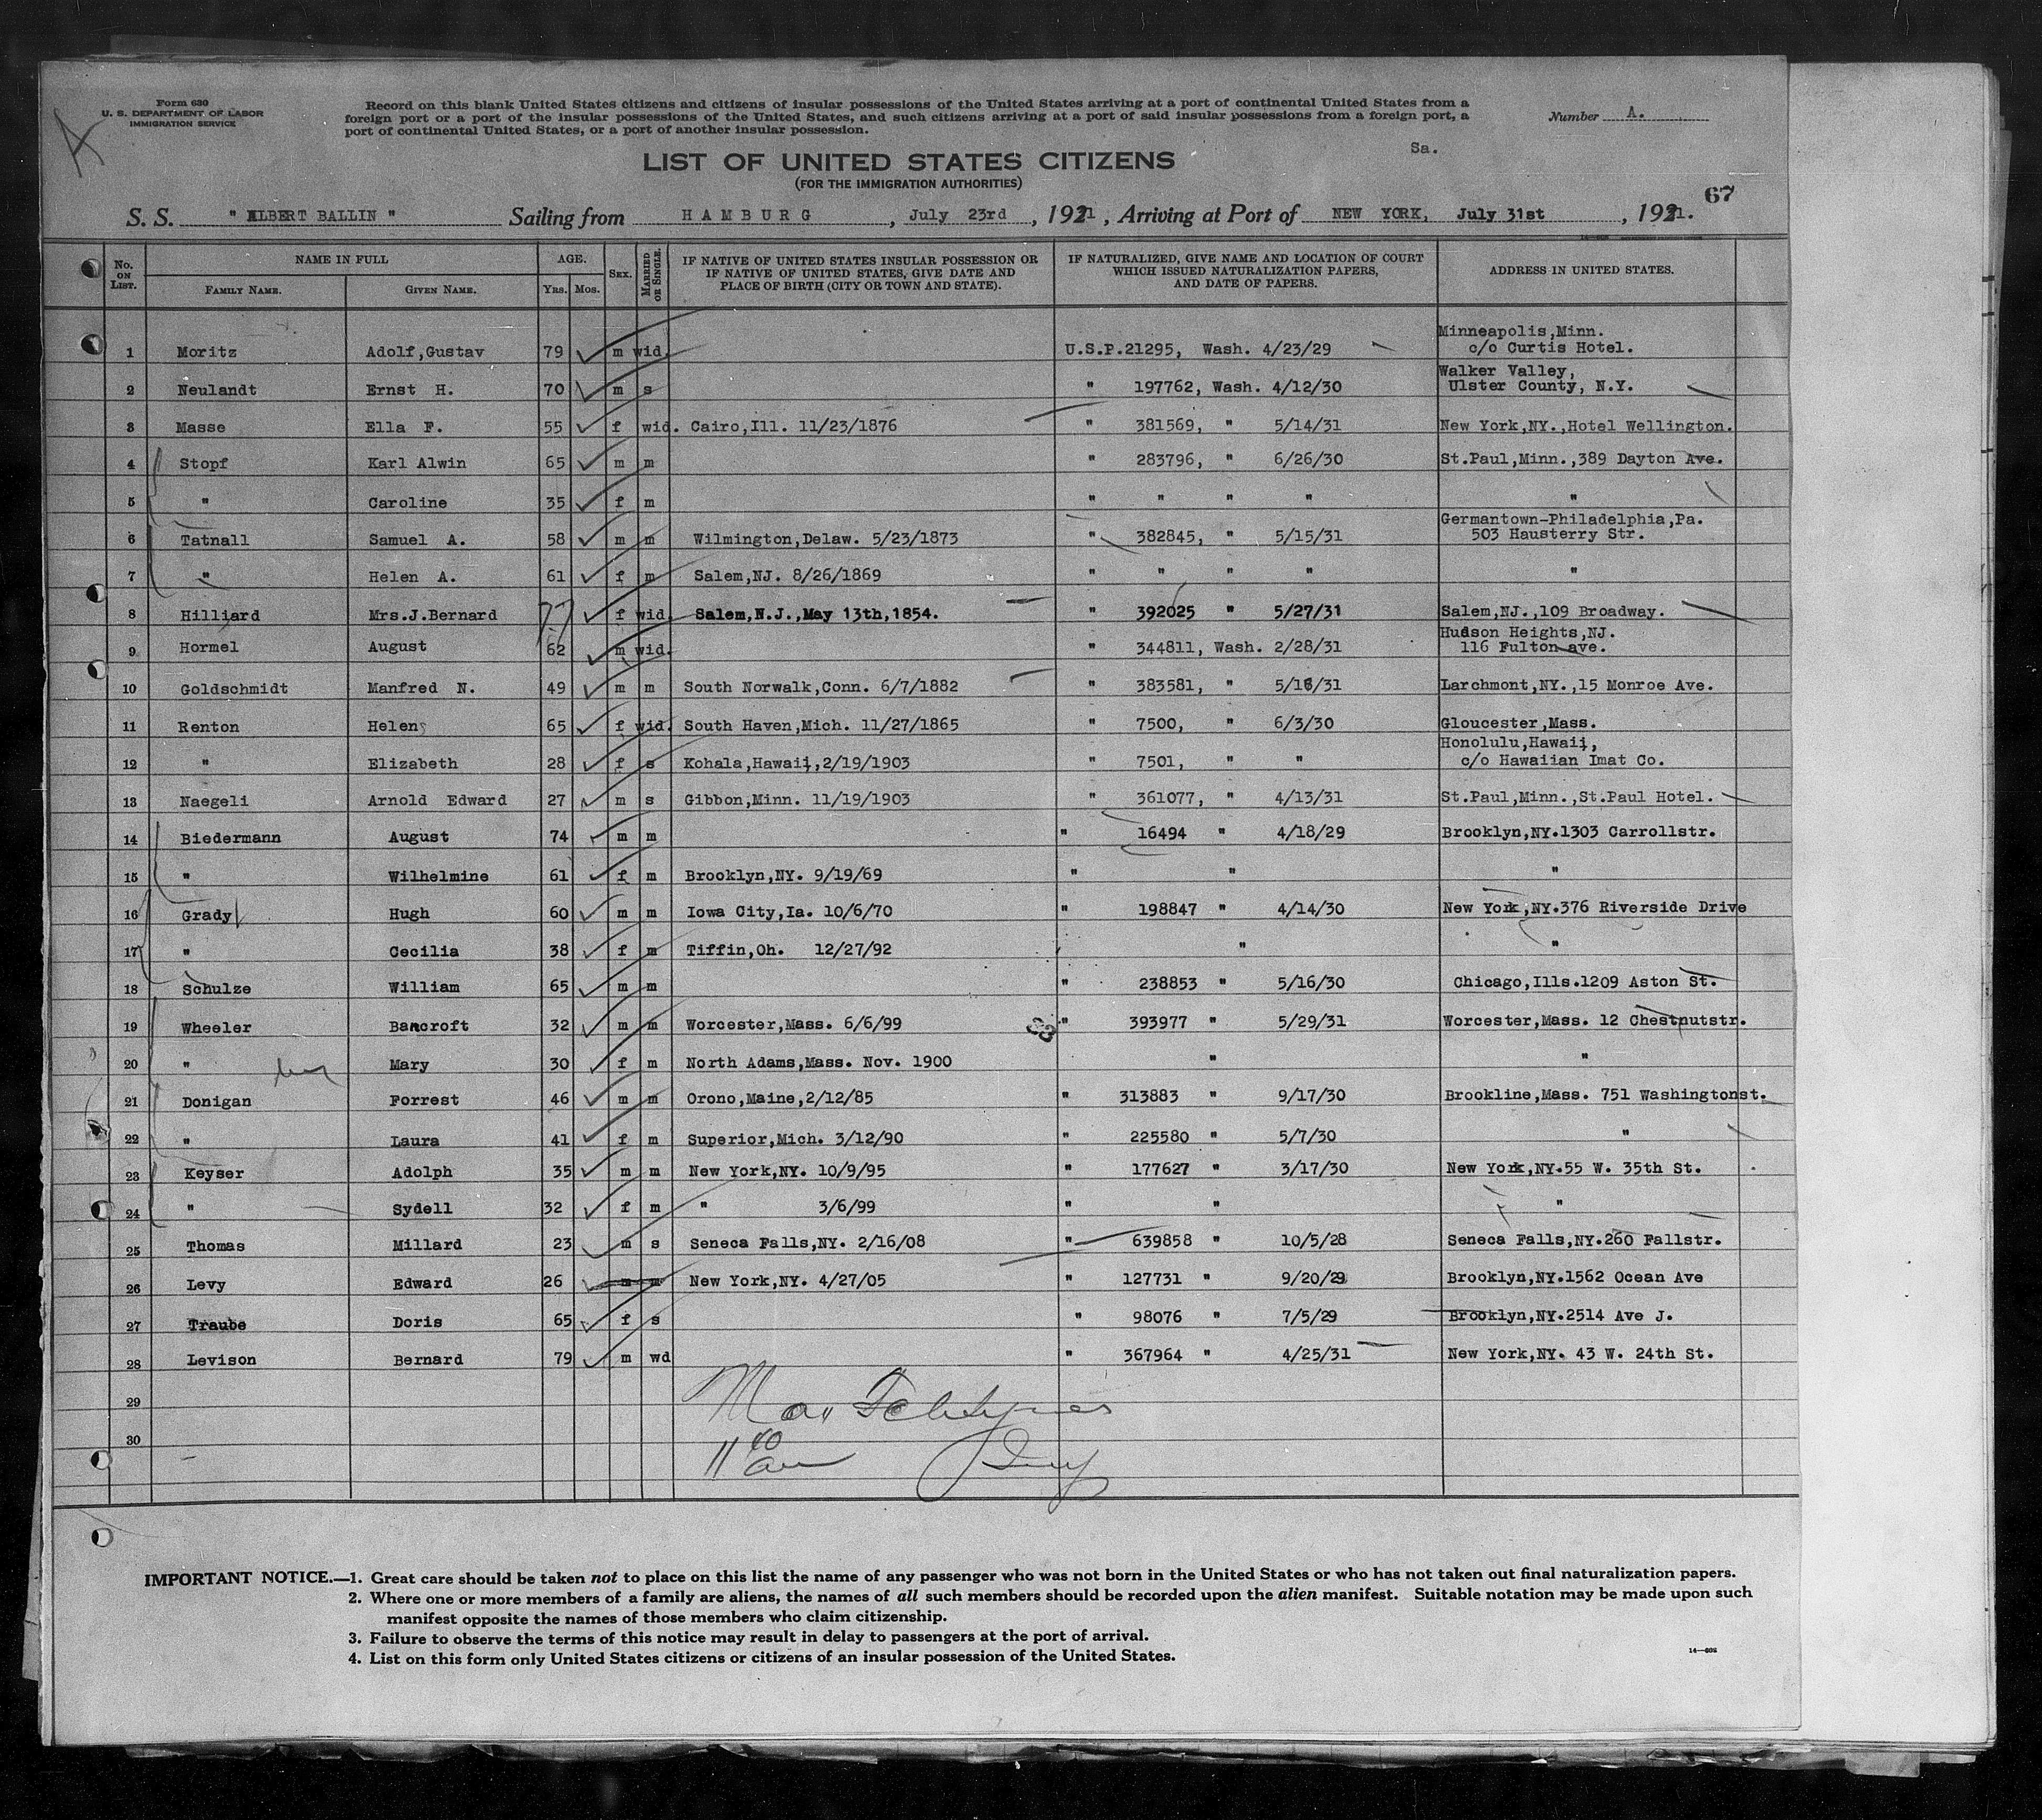 Form 630
U. S. DEPARTMENT OF LABOR
IMMIGRATION SERVICE
Record on this blank United States citizens and citizens of insular possessions of the United States arriving at a port of continental United States from a
foreign port or a port of the insular possessions of the United States, and such citizens arriving at a port of said insular possessions from a foreign port, a
port of continental United States, or a port of another insular possession.
Number A.
Sa.
LIST OF UNITED STATES CITIZENS
(FOR THE IMMIGRATION AUTHORITIES)
67
S. S. " ALBERT BALLIN " Sailing from HAMBURG, July 23rd, 1931, Arriving at Port of NEW YORK, July 31st, 1931.
No. ON LIST. NAME IN FULL FAMILY NAME. GIVEN NAME. AGE. YRS. MOS. SEX. MARRIED OR SINGLE. IF NATIVE OF UNITED STATES INSULAR POSSESSION OR IF NATIVE OF UNITED STATES, GIVE DATE AND PLACE OF BIRTH (CITY OR TOWN AND STATE). IF NATURALIZED, GIVE NAME AND LOCATION OF COURT WHICH ISSUED NATURALIZATION PAPERS, AND DATE OF PAPERS. ADDRESS IN UNITED STATES.
1 Moritz Adolf,Gustav 79 m wid. U.S.P.21295, Wash. 4/23/29 Minneapolis,Minn. c/o Curtis Hotel.
2 Neulandt Ernst H. 70 m s " 197762, Wash. 4/12/30 Walker Valley, Ulster County, N.Y.
3 Masse Ella F. 55 f wid. Cairo,Ill. 11/23/1876 " 381569, " 5/14/31 New York,NY.,Hotel Wellington.
4 Stopf Karl Alwin 65 m m " 283796, " 6/26/30 St.Paul,Minn.,389 Dayton Ave.
5 " Caroline 35 f m " " " " "
6 Tatnall Samuel A. 58 m m Wilmington,Delaw. 5/23/1873 " 382845, " 5/15/31 Germantown-Philadelphia,Pa. 503 Hausterry Str.
7 " Helen A. 61 f m Salem,NJ. 8/26/1869 " " " " "
8 Hilliard Mrs.J.Bernard 77 f wid. Salem,N.J.,May 13th,1854. " 392025 " 5/27/31 Salem,NJ.,109 Broadway.
9 Hormel August 62 m wid. " 344811, Wash. 2/28/31 Hudson Heights,NJ. 116 Fulton ave.
10 Goldschmidt Manfred N. 49 m m South Norwalk,Conn. 6/7/1882 " 383581, " 5/18/31 Larchmont,NY.,15 Monroe Ave.
11 Renton Helen 65 f wid. South Haven,Mich. 11/27/1865 " 7500, " 6/3/30 Gloucester,Mass.
12 " Elizabeth 28 f s Kohala,Hawaii,2/19/1903 " 7501, " " Honolulu,Hawaii, c/o Hawaiian Imat Co.
13 Naegeli Arnold Edward 27 m s Gibbon,Minn. 11/19/1903 " 361077, " 4/13/31 St.Paul,Minn.,St.Paul Hotel.
14 Biedermann August 74 m m " 16494 " 4/18/29 Brooklyn,NY.1303 Carrollstr.
15 " Wilhelmine 61 f m Brooklyn,NY. 9/19/69 " " "
16 Grady Hugh 60 m m Iowa City,Ia. 10/6/70 " 198847 " 4/14/30 New York,NY.376 Riverside Drive
17 " Cecilia 38 f m Tiffin,Oh. 12/27/92 " "
18 Schulze William 65 m m " 238853 " 5/16/30 Chicago,Ills.1209 Aston St.
19 Wheeler Bancroft 32 m m Worcester,Mass. 6/6/99 " 393977 " 5/29/31 Worcester,Mass. 12 Chestnutstr.
20 " Mary 30 f m North Adams,Mass. Nov. 1900 " "
21 Donigan Forrest 46 m m Orono,Maine,2/12/85 " 313883 " 9/17/30 Brookline,Mass. 751 Washingtonst.
22 " Laura 41 f m Superior,Mich. 3/12/90 " 225580 " 5/7/30 "
23 Keyser Adolph 35 m m New York,NY. 10/9/95 " 177627 " 3/17/30 New York,NY.55 W. 35th St.
24 " Sydell 32 f m " 3/6/99 " " "
25 Thomas Millard 23 m s Seneca Falls,NY. 2/16/08 " 639858 " 10/5/28 Seneca Falls,NY.260 Fallstr.
26 Levy Edward 26 m m New York,NY. 4/27/05 " 127731 " 9/20/29 Brooklyn,NY.1562 Ocean Ave
27 Traube Doris 65 f s " 98076 " 7/5/29 Brooklyn,NY.2514 Ave J.
28 Levison Bernard 79 m wd " 367964 " 4/25/31 New York,NY. 43 W. 24th St.
29
30
11 40 am
IMPORTANT NOTICE.—1. Great care should be taken not to place on this list the name of any passenger who was not born in the United States or who has not taken out final naturalization papers.
2. Where one or more members of a family are aliens, the names of all such members should be recorded upon the alien manifest. Suitable notation may be made upon such
manifest opposite the names of those members who claim citizenship.
3. Failure to observe the terms of this notice may result in delay to passengers at the port of arrival.
4. List on this form only United States citizens or citizens of an insular possession of the United States.